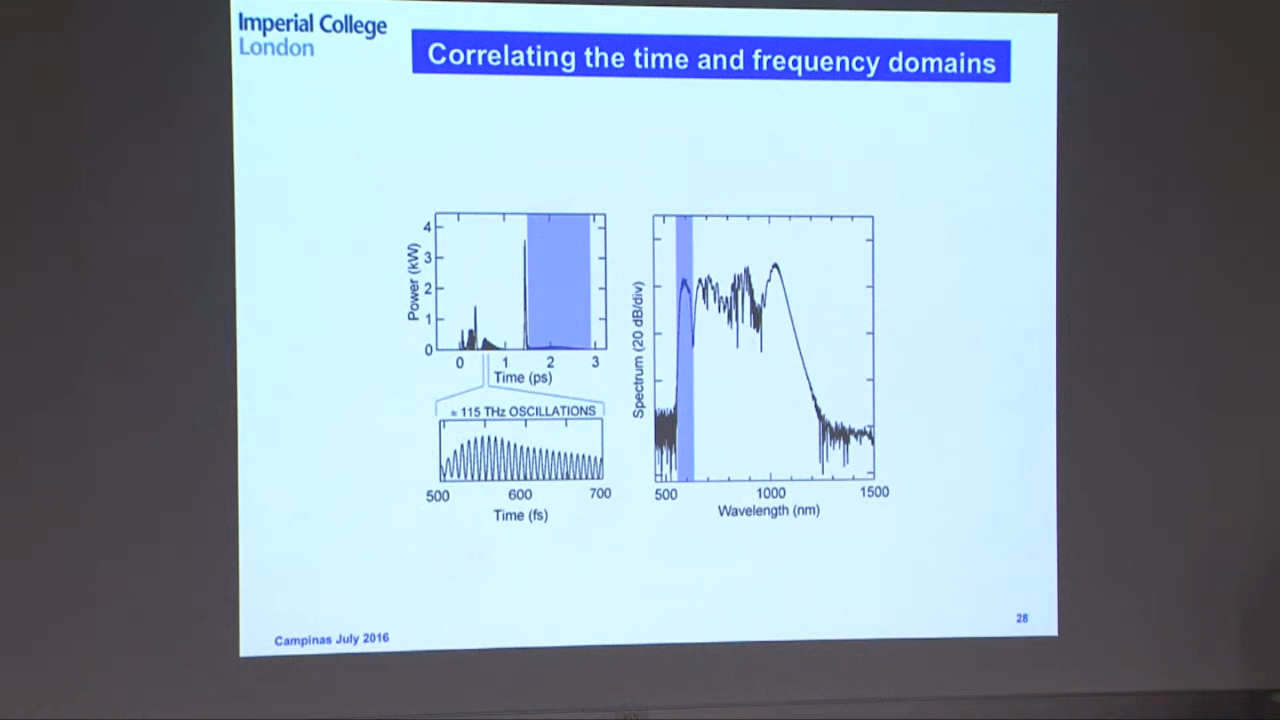 Imperial College
London
Correlating the time and frequency domains
Power (kW)
4
3
2
1
0
0 1 2 3
Time (ps)
≈ 115 THz OSCILLATIONS
500 600 700
Time (fs)
Spectrum (20 dB/div)
500 1000 1500
Wavelength (nm)
Campinas July 2016
28